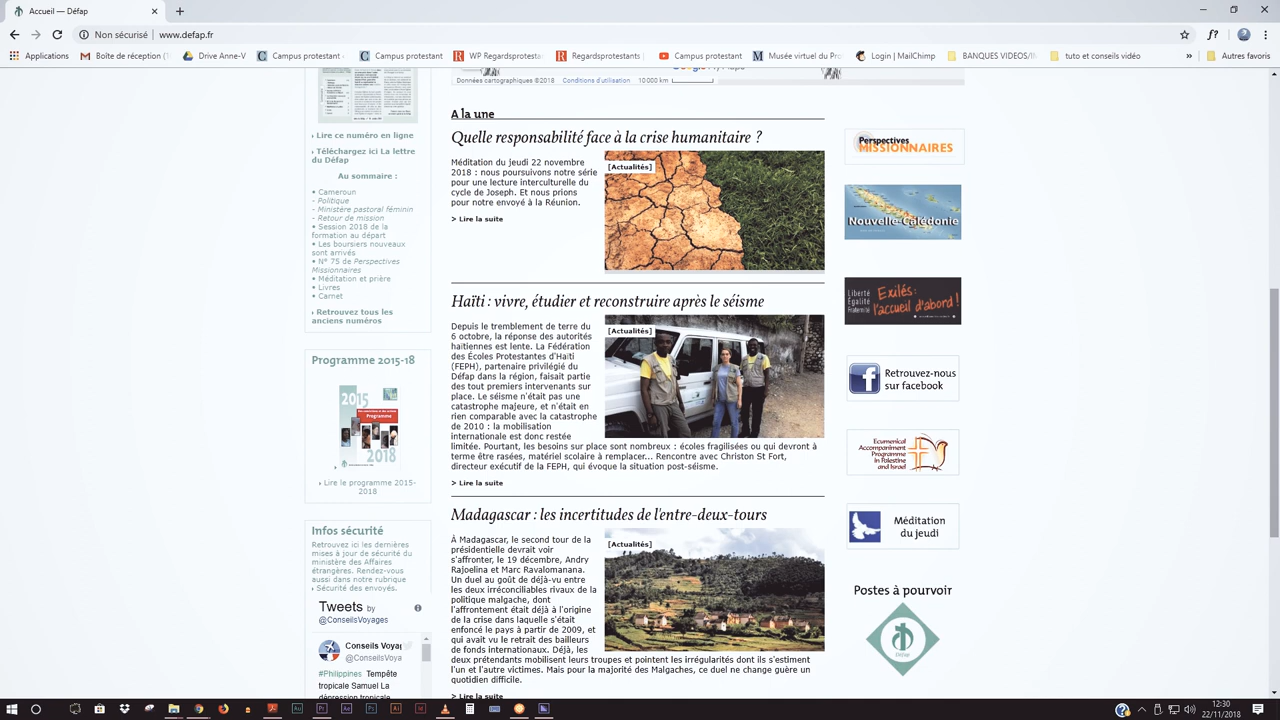 Accueil — Défap
Non sécurisé | www.defap.fr
Applications
Boîte de réception (1
Drive Anne-V
Campus protestant -
Campus protestant
WP Regardsprotesta
Regardsprotestants |
Campus protestant
Musée virtuel du Pro
Login | MailChimp
BANQUES VIDEOS/I
tuto accueils vidéo
»
Autres favoris
Données cartographiques ©2018 Conditions d'utilisation 10 000 km
› Lire ce numéro en ligne
› Téléchargez ici La lettre
du Défap
Au sommaire :
• Cameroun
- Politique
- Ministère pastoral féminin
- Retour de mission
• Session 2018 de la
formation au départ
• Les boursiers nouveaux
sont arrivés
• N° 75 de Perspectives
Missionnaires
• Méditation et prière
• Livres
• Carnet
› Retrouvez tous les
anciens numéros
Programme 2015-18
2015
Programme
2018
› Lire le programme 2015-
2018
Infos sécurité
Retrouvez ici les dernières
mises à jour de sécurité du
ministère des Affaires
étrangères. Rendez-vous
aussi dans notre rubrique
› Sécurité des envoyés.
Tweets by
@ConseilsVoyages
Conseils Voyag
@ConseilsVoya
#Philippines Tempête
tropicale Samuel La
dépression tropicale
A la une
Quelle responsabilité face à la crise humanitaire ?
[Actualités]
Méditation du jeudi 22 novembre
2018 : nous poursuivons notre série
pour une lecture interculturelle du
cycle de Joseph. Et nous prions
pour notre envoyé à la Réunion.
> Lire la suite
Haïti : vivre, étudier et reconstruire après le séisme
[Actualités]
Depuis le tremblement de terre du
6 octobre, la réponse des autorités
haïtiennes est lente. La Fédération
des Écoles Protestantes d'Haïti
(FEPH), partenaire privilégié du
Défap dans la région, faisait partie
des tout premiers intervenants sur
place. Le séisme n'était pas une
catastrophe majeure, et n'était en
rien comparable avec la catastrophe
de 2010 : la mobilisation
internationale est donc restée
limitée. Pourtant, les besoins sur place sont nombreux : écoles fragilisées ou qui devront à
terme être rasées, matériel scolaire à remplacer... Rencontre avec Christon St Fort,
directeur exécutif de la FEPH, qui évoque la situation post-séisme.
> Lire la suite
Madagascar : les incertitudes de l'entre-deux-tours
[Actualités]
À Madagascar, le second tour de la
présidentielle devrait voir
s'affronter, le 19 décembre, Andry
Rajoelina et Marc Ravalomanana.
Un duel au goût de déjà-vu entre
les deux irréconciliables rivaux de la
politique malgache, dont
l'affrontement était déjà à l'origine
de la crise dans laquelle s'était
enfoncé le pays à partir de 2009, et
qui avait vu le retrait des bailleurs
de fonds internationaux. Déjà, les
deux prétendants mobilisent leurs troupes et pointent les irrégularités dont ils s'estiment
l'un et l'autre victimes. Mais pour la majorité des Malgaches, ce duel ne change guère un
quotidien difficile.
> Lire la suite
Perspectives
MISSIONNAIRES
Nouvelle-Calédonie
Liberté
Égalité
Fraternité
Exilés:
l'accueil d'abord !
Retrouvez-nous
sur facebook
Ecumenical
Accompaniment
Programme
in Palestine
and Israel
Méditation
du jeudi
Postes à pourvoir
Défap
12:30
22/11/2018